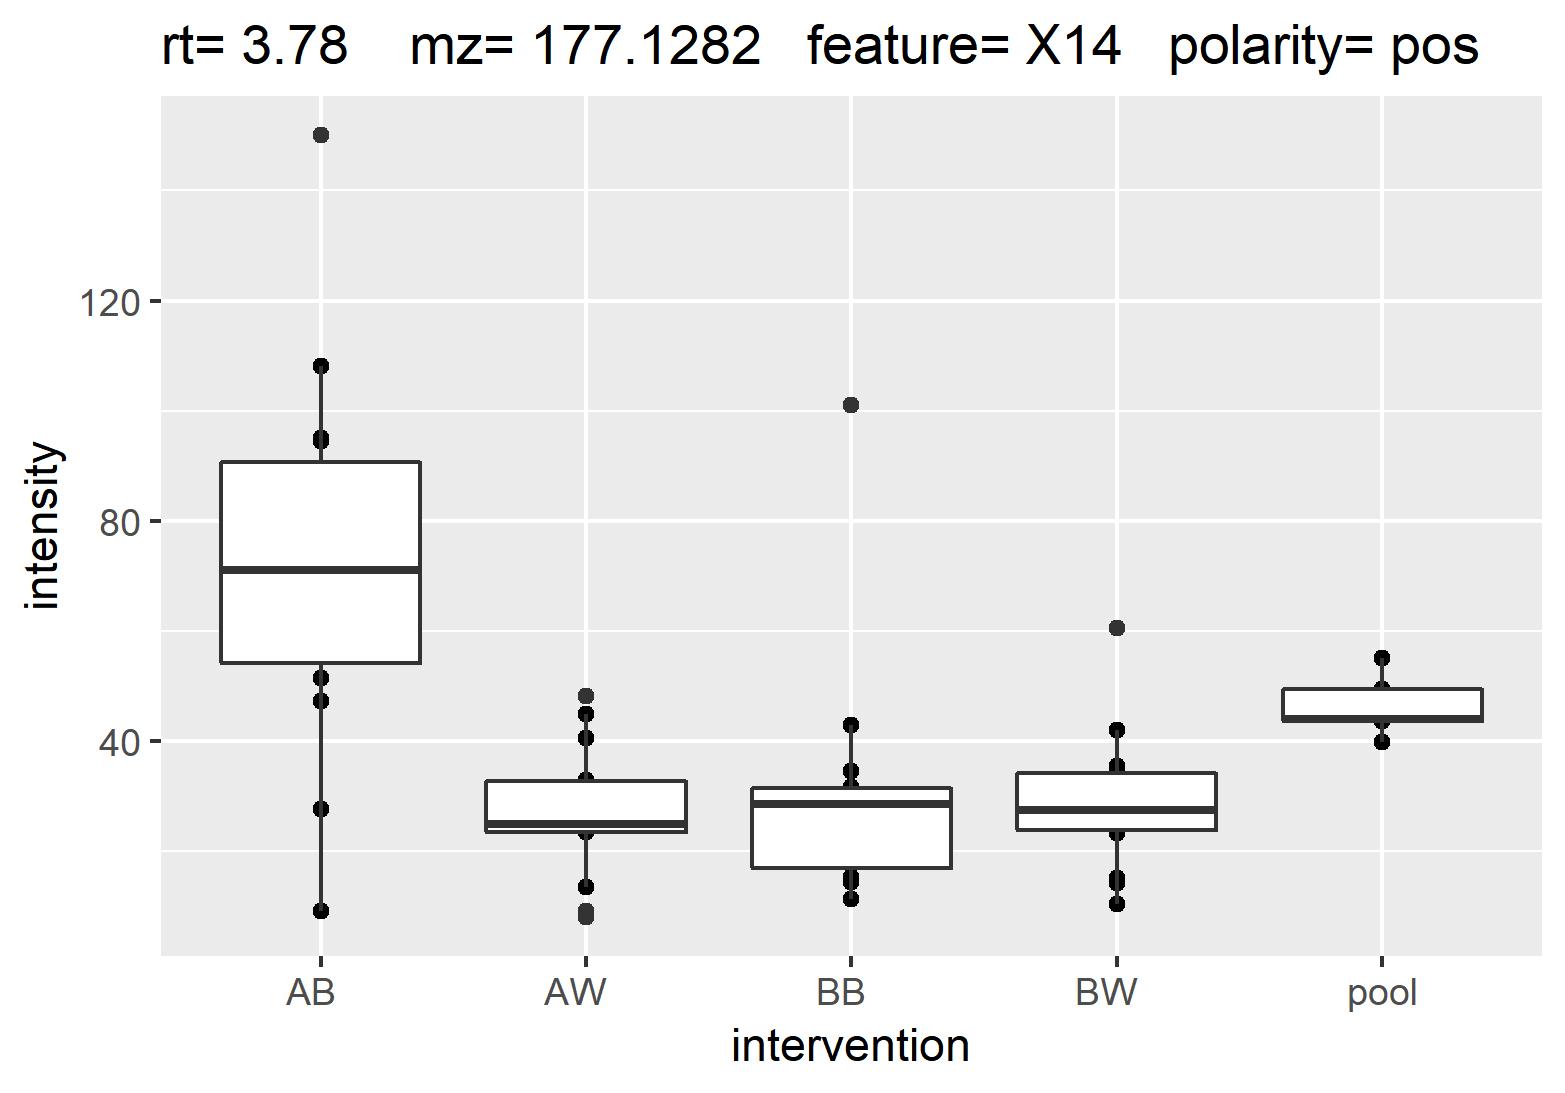 rt= 3.78 mz= 177.1282 feature= X14 polarity= pos
intensity
120
80
40
AB AW BB BW pool
intervention